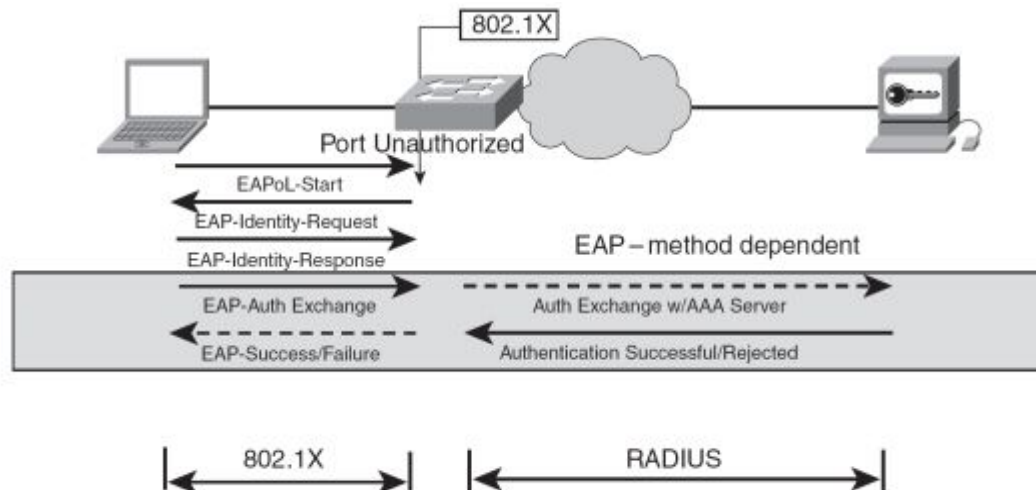 802.1X
Port Unauthorized
EAPoL-Start
EAP-Identity-Request
EAP – method dependent
EAP-Identity-Response
EAP-Auth Exchange
Auth Exchange w/AAA Server
EAP-Success/Failure
Authentication Successful/Rejected
802.1X
RADIUS